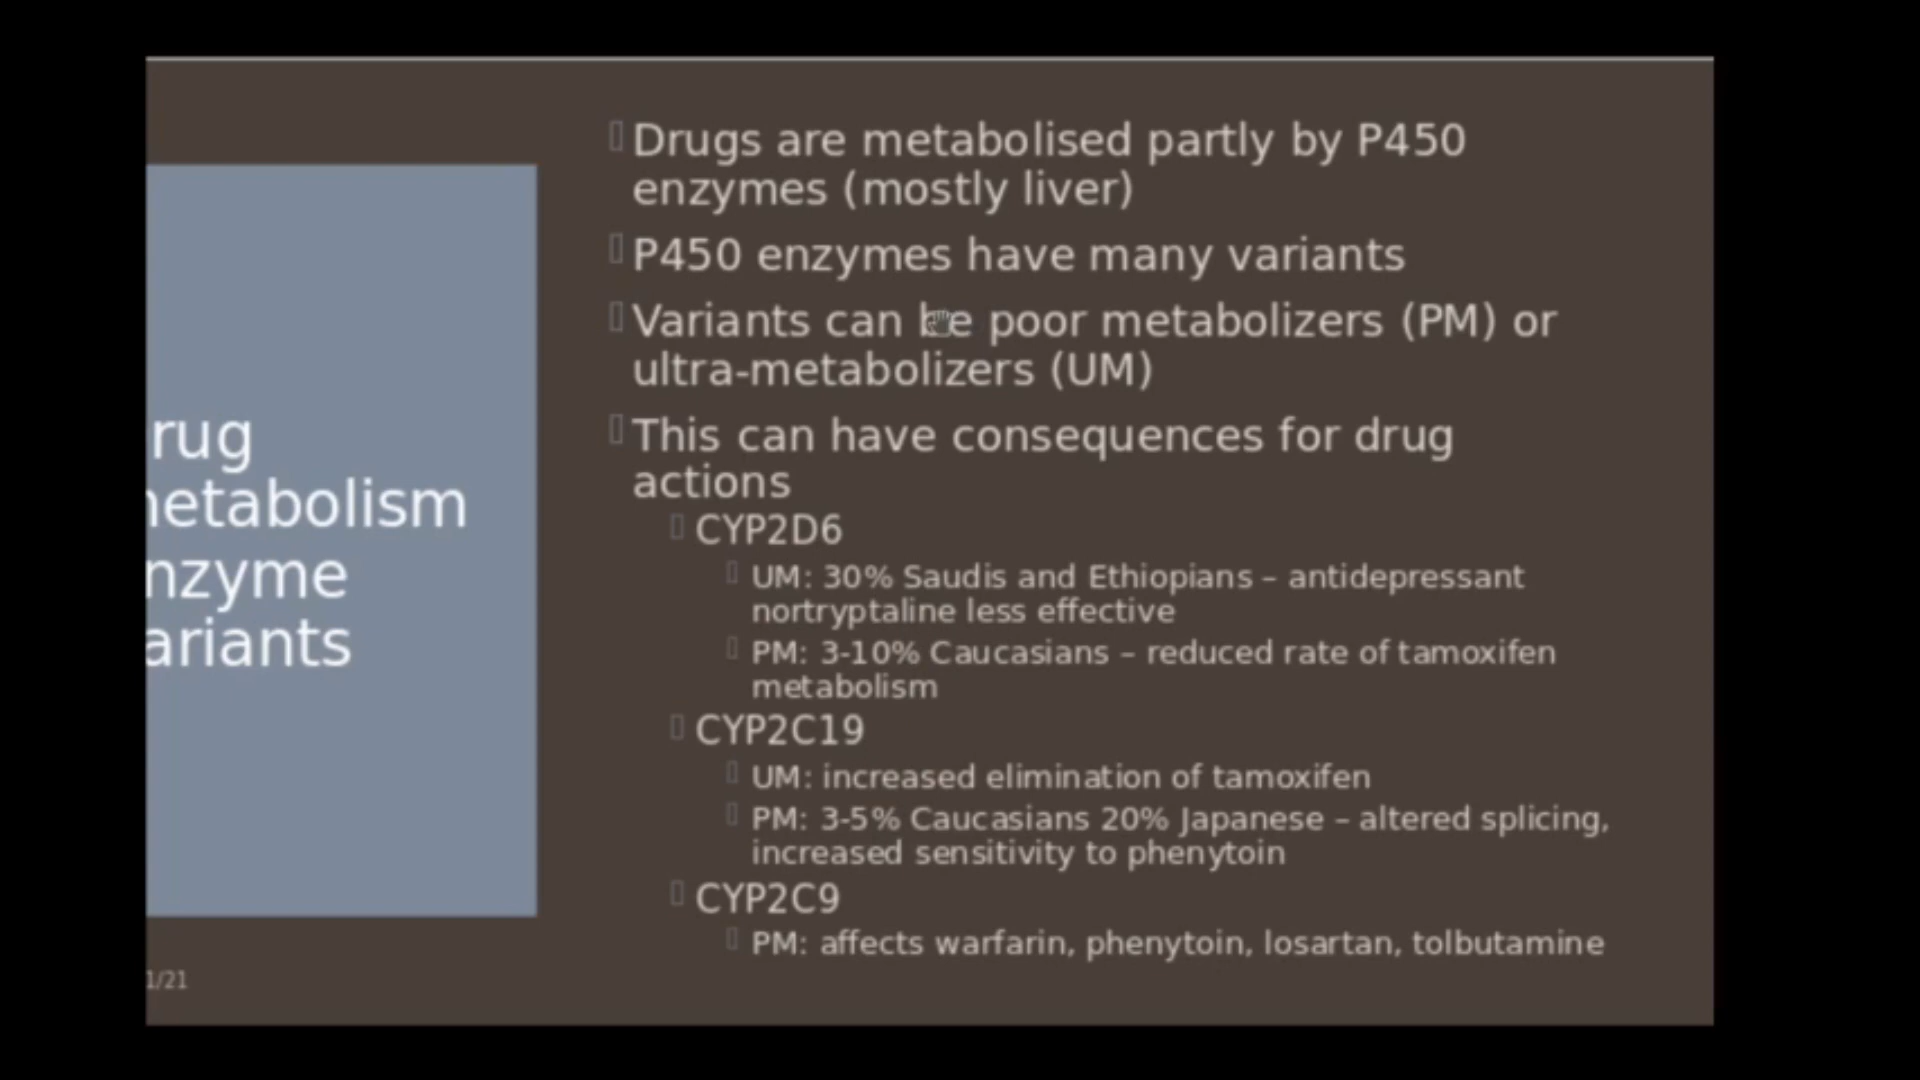 rug
metabolism
nzyme
ariants
1/21
Drugs are metabolised partly by P450
enzymes (mostly liver)
P450 enzymes have many variants
Variants can be poor metabolizers (PM) or
ultra-metabolizers (UM)
This can have consequences for drug
actions
CYP2D6
UM: 30% Saudis and Ethiopians – antidepressant
nortryptaline less effective
PM: 3-10% Caucasians – reduced rate of tamoxifen
metabolism
CYP2C19
UM: increased elimination of tamoxifen
PM: 3-5% Caucasians 20% Japanese – altered splicing,
increased sensitivity to phenytoin
CYP2C9
PM: affects warfarin, phenytoin, losartan, tolbutamine